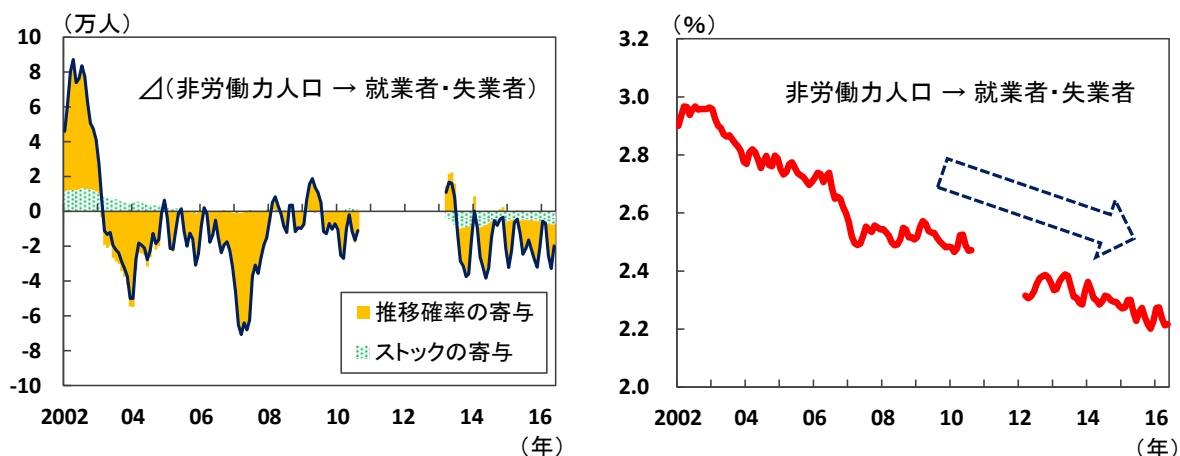 （万人）
10
8
6
4
2
0
-2
-4
-6
-8
-10
⊿（非労働力人口 → 就業者・失業者）
推移確率の寄与
ストックの寄与
2002 04 06 08 10 12 14 16
（年）
（%）
3.2
3.0
2.8
2.6
2.4
2.2
2.0
非労働力人口 → 就業者・失業者
2002 04 06 08 10 12 14 16
（年）